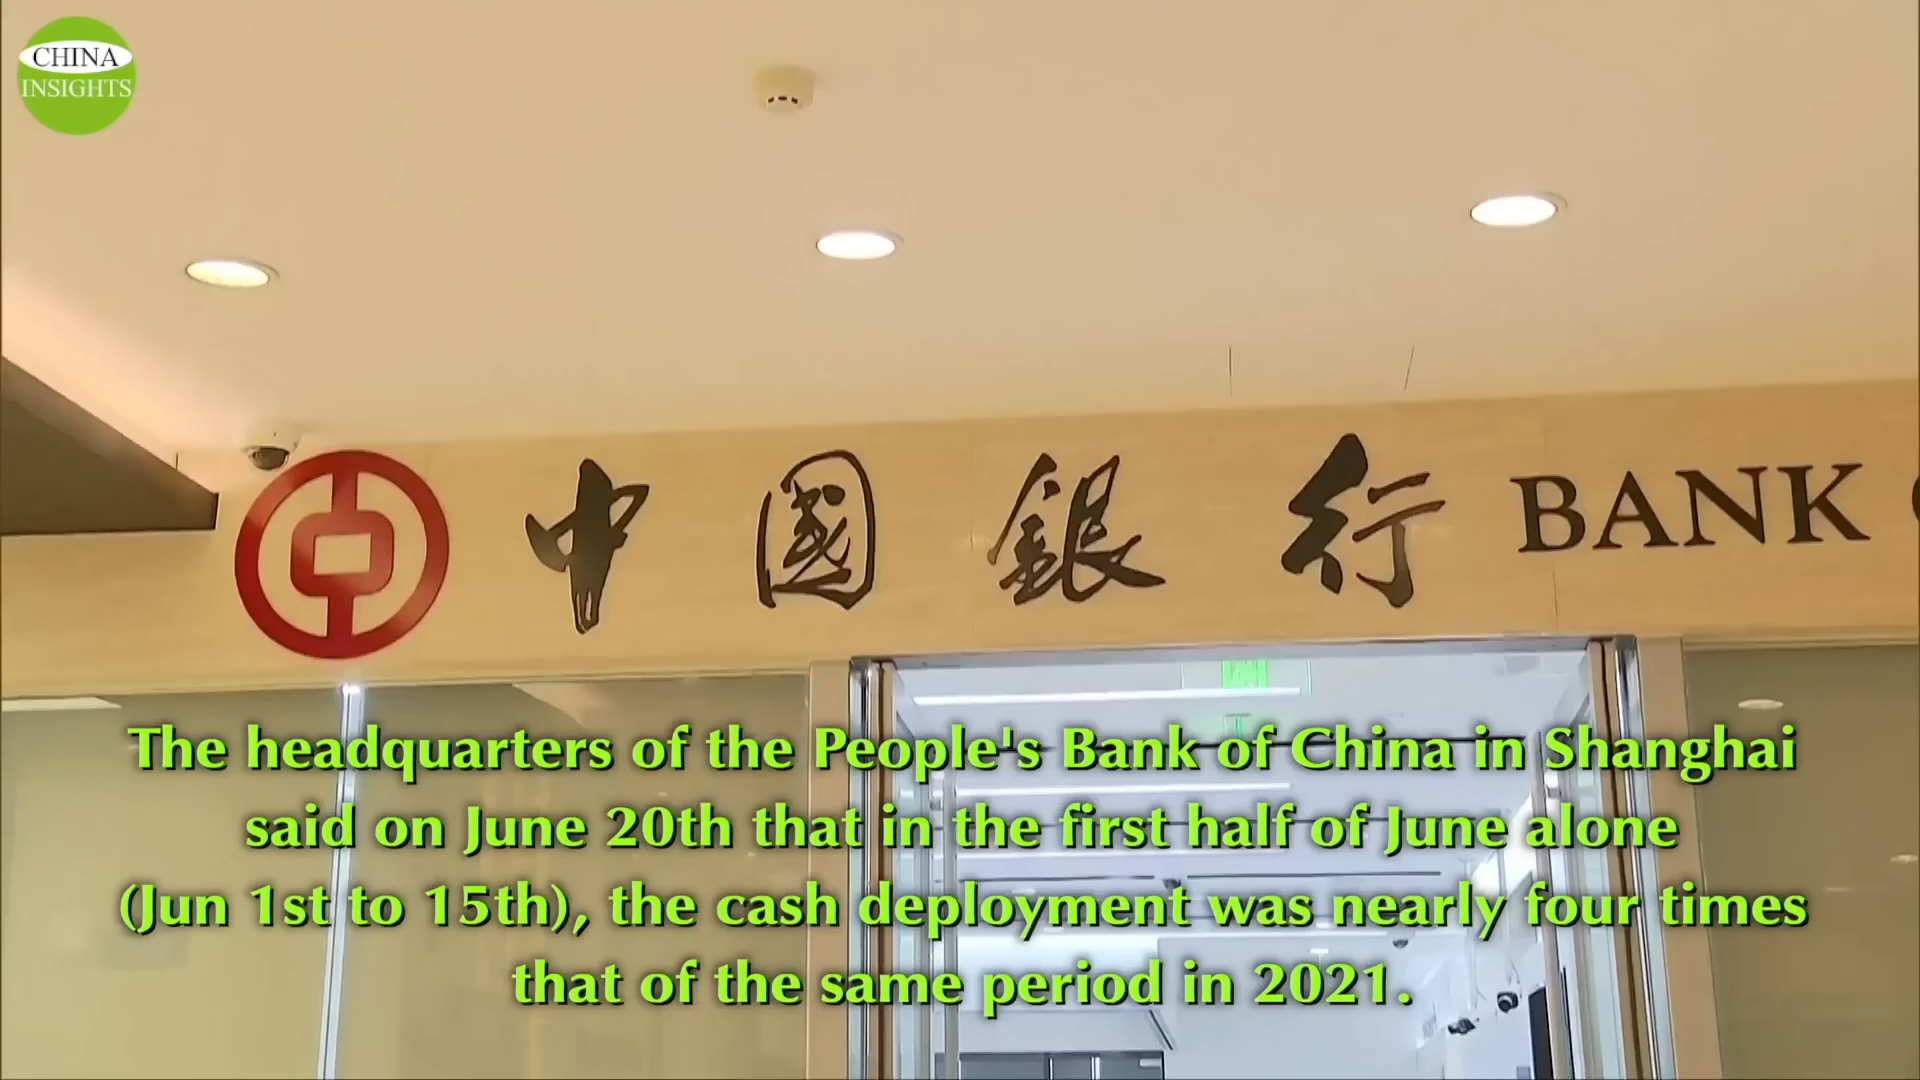 CHINA
INSIGHTS
中國銀行 BANK
The headquarters of the People's Bank of China in Shanghai
said on June 20th that in the first half of June alone
(Jun 1st to 15th), the cash deployment was nearly four times
that of the same period in 2021.